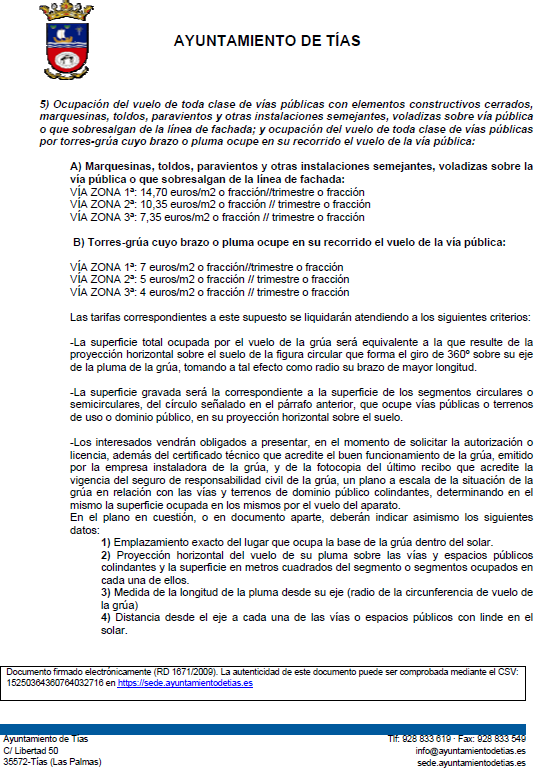 AYUNTAMIENTO DE TÍAS
5) Ocupación del vuelo de toda clase de vías públicas con elementos constructivos cerrados,
marquesinas, toldos, paravientos y otras instalaciones semejantes, voladizas sobre vía pública
o que sobresalgan de la línea de fachada; y ocupación del vuelo de toda clase de vías públicas
por torres-grúa cuyo brazo o pluma ocupe en su recorrido el vuelo de la vía pública:
A) Marquesinas, toldos, paravientos y otras instalaciones semejantes, voladizas sobre la
vía pública o que sobresalgan de la línea de fachada:
VÍA ZONA 1ª: 14,70 euros/m2 o fracción//trimestre o fracción
VÍA ZONA 2ª: 10,35 euros/m2 o fracción // trimestre o fracción
VÍA ZONA 3ª: 7,35 euros/m2 o fracción // trimestre o fracción
B) Torres-grúa cuyo brazo o pluma ocupe en su recorrido el vuelo de la vía pública:
VÍA ZONA 1ª: 7 euros/m2 o fracción//trimestre o fracción
VÍA ZONA 2ª: 5 euros/m2 o fracción // trimestre o fracción
VÍA ZONA 3ª: 4 euros/m2 o fracción // trimestre o fracción
Las tarifas correspondientes a este supuesto se liquidarán atendiendo a los siguientes criterios:
-La superficie total ocupada por el vuelo de la grúa será equivalente a la que resulte de la
proyección horizontal sobre el suelo de la figura circular que forma el giro de 360º sobre su eje
de la pluma de la grúa, tomando a tal efecto como radio su brazo de mayor longitud.
-La superficie gravada será la correspondiente a la superficie de los segmentos circulares o
semicirculares, del círculo señalado en el párrafo anterior, que ocupe vías públicas o terrenos
de uso o dominio público, en su proyección horizontal sobre el suelo.
-Los interesados vendrán obligados a presentar, en el momento de solicitar la autorización o
licencia, además del certificado técnico que acredite el buen funcionamiento de la grúa, emitido
por la empresa instaladora de la grúa, y de la fotocopia del último recibo que acredite la
vigencia del seguro de responsabilidad civil de la grúa, un plano a escala de la situación de la
grúa en relación con las vías y terrenos de dominio público colindantes, determinando en el
mismo la superficie ocupada en los mismos por el vuelo del aparato.
En el plano en cuestión, o en documento aparte, deberán indicar asimismo los siguientes
datos:
1) Emplazamiento exacto del lugar que ocupa la base de la grúa dentro del solar.
2) Proyección horizontal del vuelo de su pluma sobre las vías y espacios públicos
colindantes y la superficie en metros cuadrados del segmento o segmentos ocupados en
cada una de ellos.
3) Medida de la longitud de la pluma desde su eje (radio de la circunferencia de vuelo de
la grúa)
4) Distancia desde el eje a cada una de las vías o espacios públicos con linde en el
solar.
Documento firmado electrónicamente (RD 1671/2009). La autenticidad de este documento puede ser comprobada mediante el CSV:
15250364360764032716 en https://sede.ayuntamientodetias.es
Ayuntamiento de Tías
C/ Libertad 50
35572-Tías (Las Palmas)
Tlf: 928 833 619 · Fax: 928 833 549
info@ayuntamientodetias.es
sede.ayuntamientodetias.es